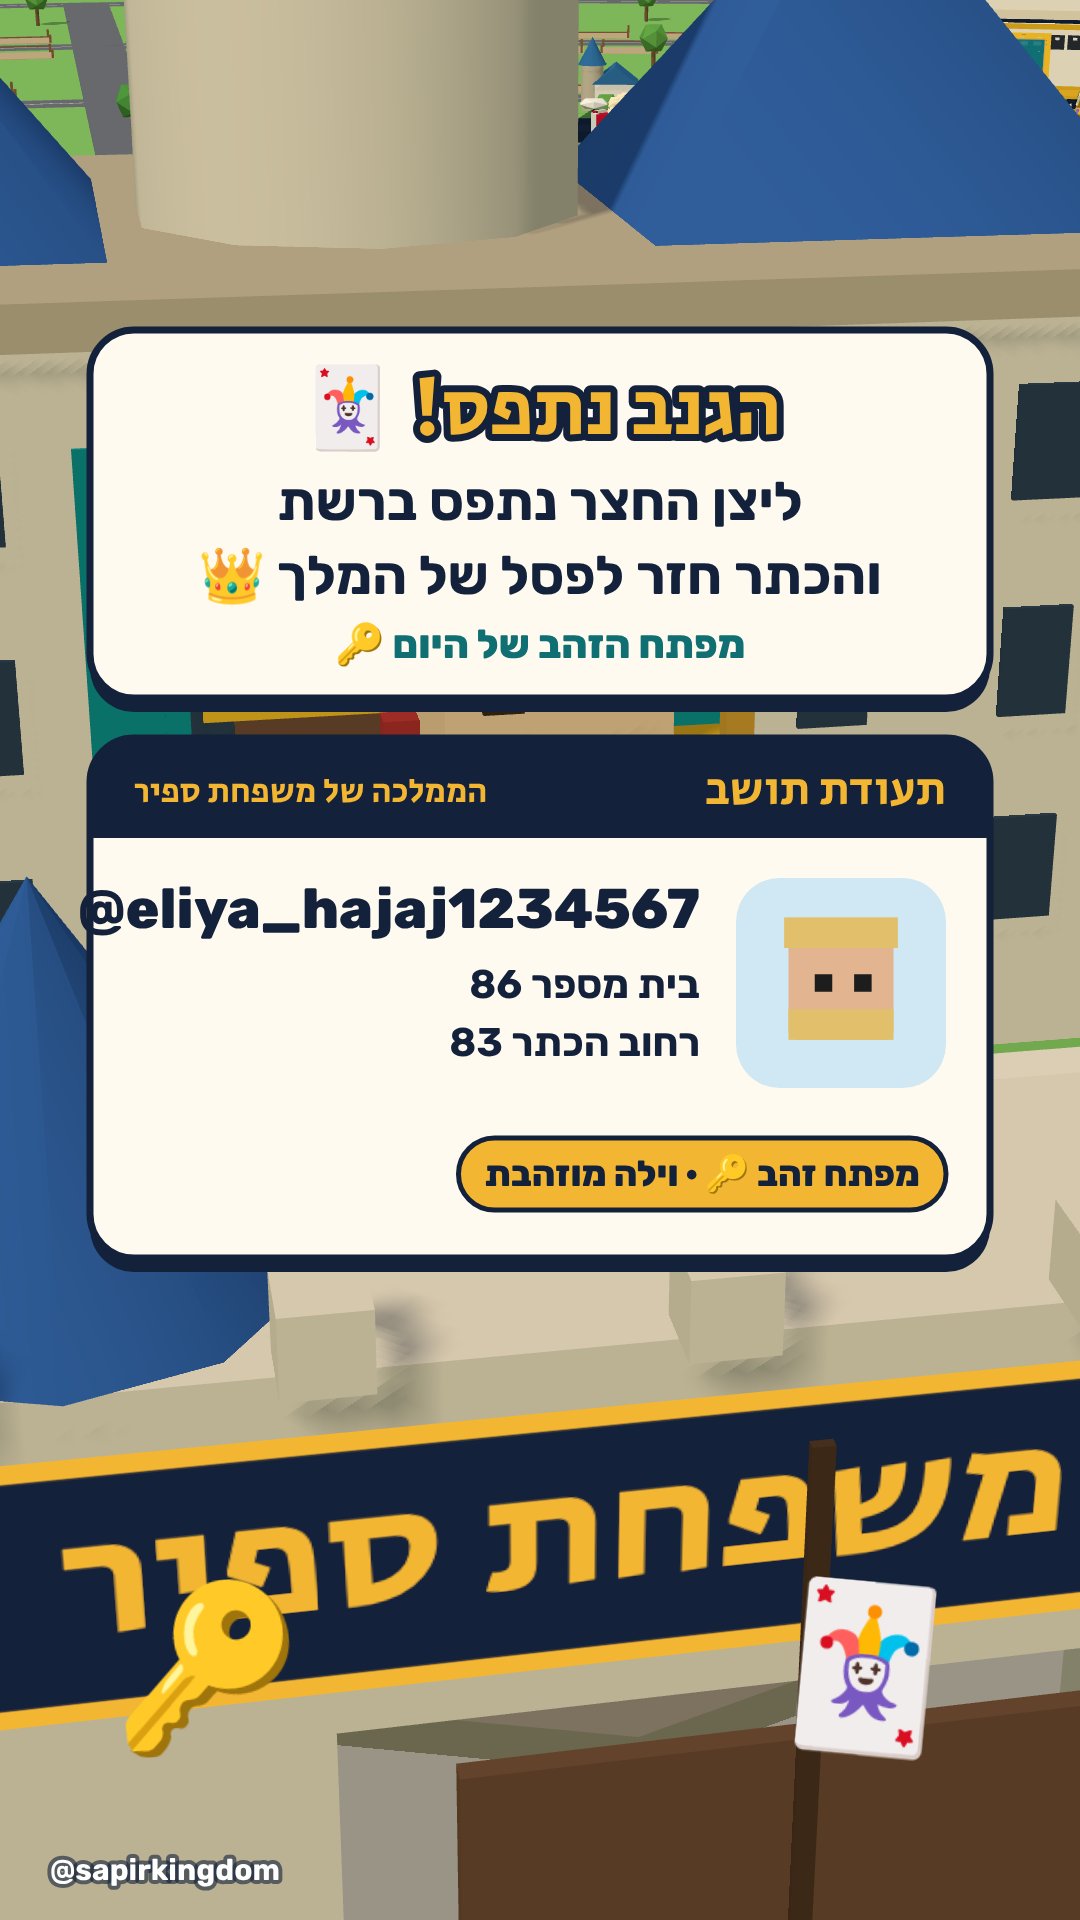 הגנב נתפס! 🃏
ליצן החצר נתפס ברשת
והכתר חזר לפסל של המלך 👑
מפתח הזהב של היום 🔑
תעודת תושב
הממלכה של משפחת ספיר
@eliya_hajaj1234567
בית מספר 86
רחוב הכתר 83
מפתח זהב 🔑 • וילה מוזהבת
משפחת ספיר
@sapirkingdom